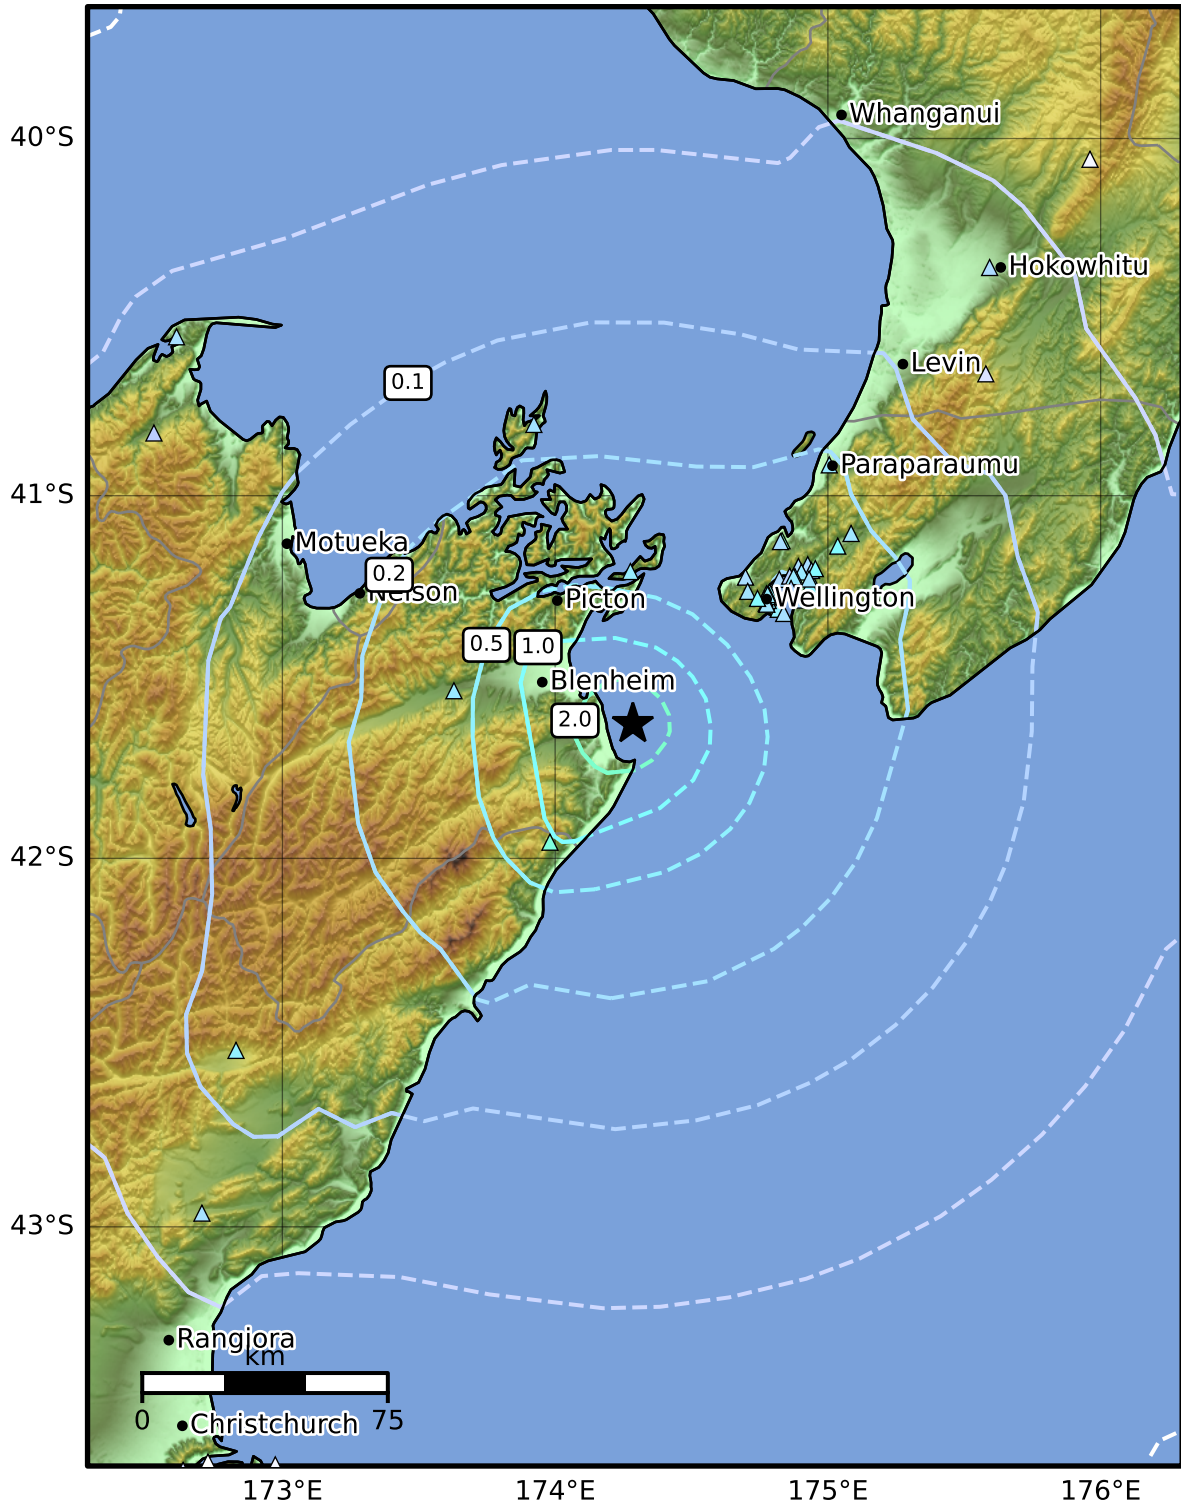 Whanganui
40°S
Hokowhitu
Levin
0.1
Paraparaumu
41°S
Motueka
0.2
Nelson
Picton
Wellington
0.5
1.0
Blenheim
2.0
42°S
43°S
Rangiora
km
0
75
Christchurch
173°E
174°E
175°E
176°E